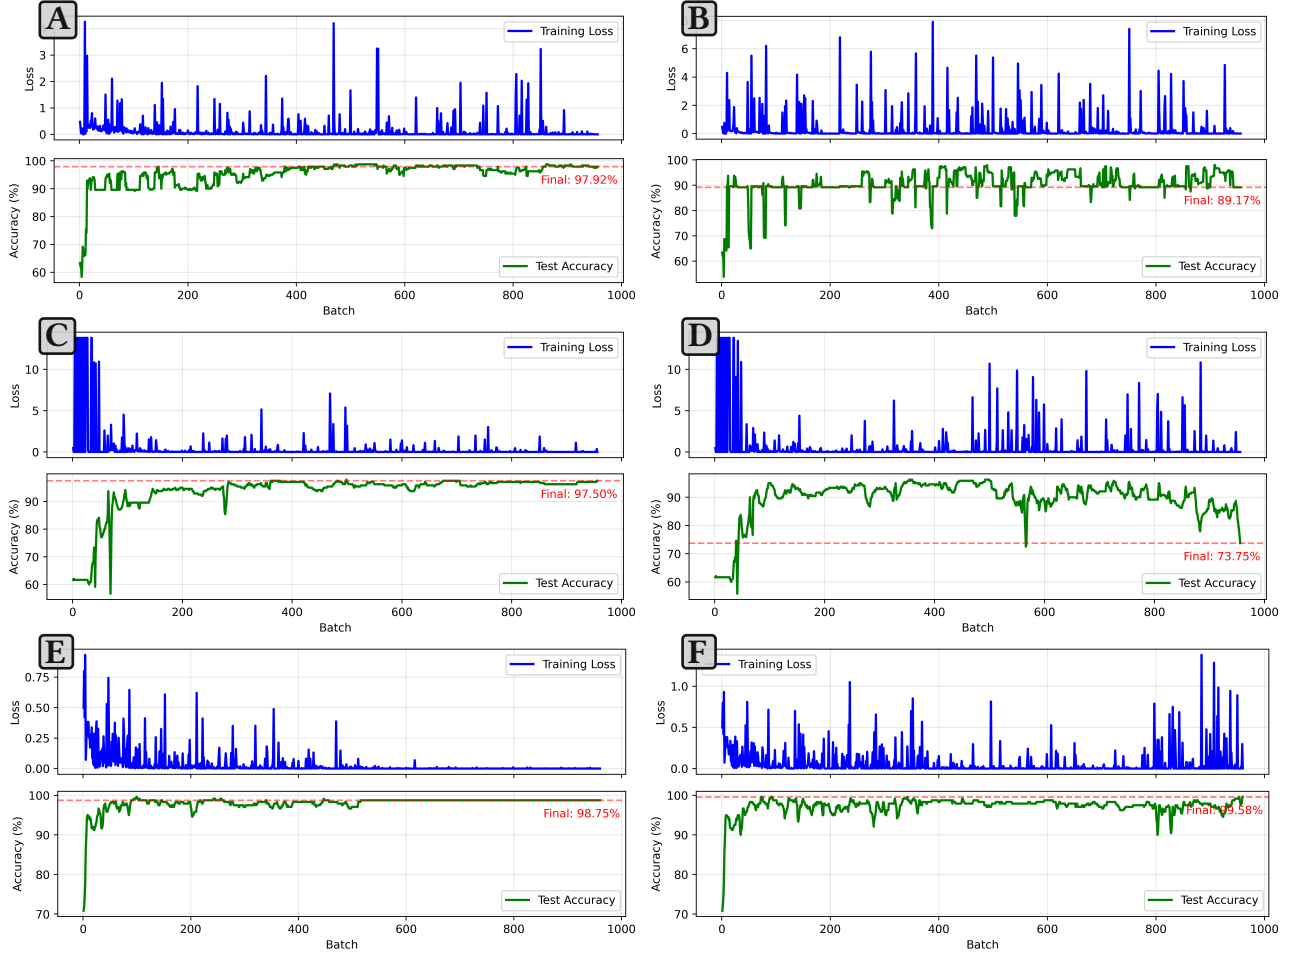 A
Training Loss
Loss
3
2
1
0
Accuracy (%)
100
90
80
70
60
Final: 97.92%
Test Accuracy
0 200 400 600 800 1000
Batch
B
Training Loss
Loss
6
4
2
0
Accuracy (%)
100
90
80
70
60
Final: 89.17%
Test Accuracy
0 200 400 600 800 1000
Batch
C
Training Loss
Loss
10
5
0
Accuracy (%)
90
80
70
60
Final: 97.50%
Test Accuracy
0 200 400 600 800 1000
Batch
D
Training Loss
Loss
10
5
0
Accuracy (%)
90
80
70
60
Final: 73.75%
Test Accuracy
0 200 400 600 800 1000
Batch
E
Training Loss
Loss
0.75
0.50
0.25
0.00
Accuracy (%)
100
90
80
70
Final: 98.75%
Test Accuracy
0 200 400 600 800 1000
Batch
F
Training Loss
Loss
1.0
0.5
0.0
Accuracy (%)
100
90
80
70
Final: 99.58%
Test Accuracy
0 200 400 600 800 1000
Batch